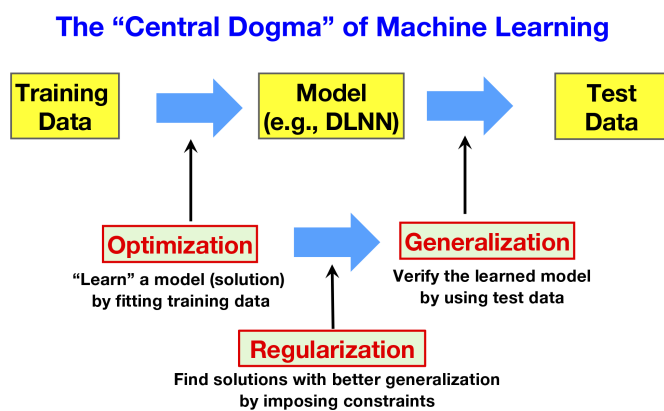 The “Central Dogma” of Machine Learning
Training
Data
Model
(e.g., DLNN)
Test
Data
Optimization
“Learn” a model (solution)
by fitting training data
Generalization
Verify the learned model
by using test data
Regularization
Find solutions with better generalization
by imposing constraints